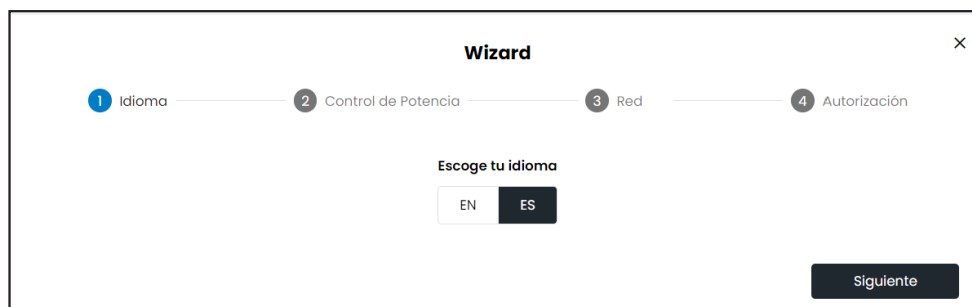 Wizard
1 Idioma 2 Control de Potencia 3 Red 4 Autorización
Escoge tu idioma
EN ES
Siguiente